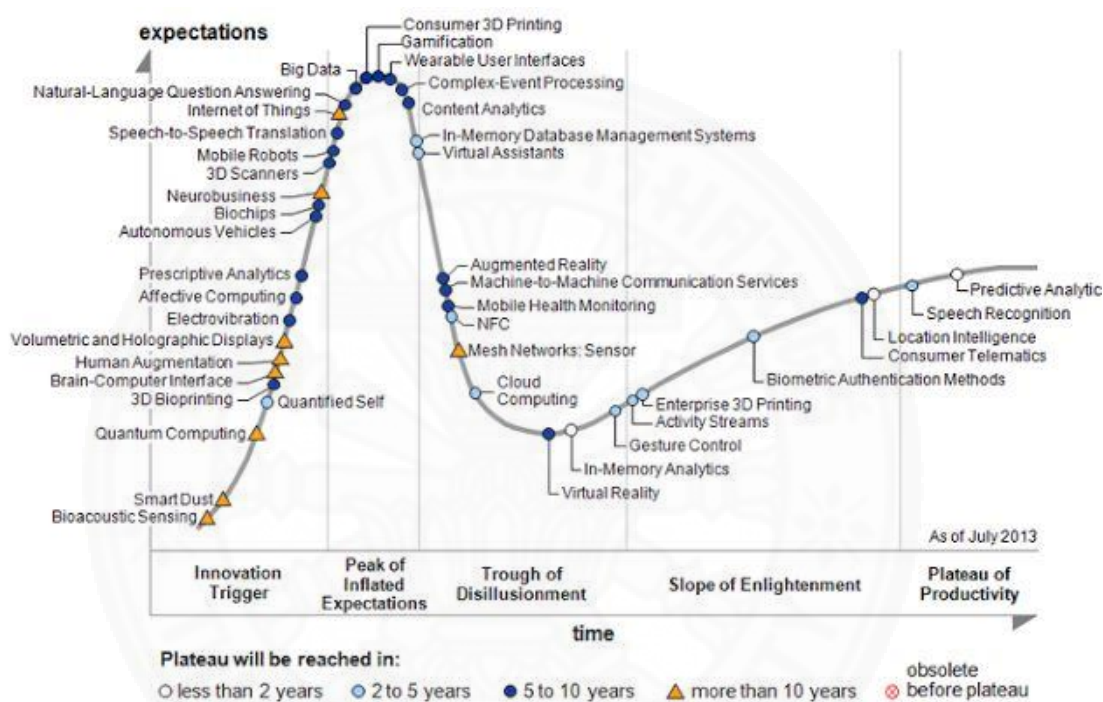 expectations
Consumer 3D Printing
Gamification
Wearable User Interfaces
Big Data
Complex-Event Processing
Natural-Language Question Answering
Content Analytics
Internet of Things
Speech-to-Speech Translation
In-Memory Database Management Systems
Mobile Robots
Virtual Assistants
3D Scanners
Neurobusiness
Biochips
Autonomous Vehicles
Prescriptive Analytics
Augmented Reality
Machine-to-Machine Communication Services
Affective Computing
Mobile Health Monitoring
Electrovibration
NFC
Volumetric and Holographic Displays
Mesh Networks: Sensor
Human Augmentation
Brain-Computer Interface
3D Bioprinting
Quantified Self
Quantum Computing
Smart Dust
Bioacoustic Sensing
Cloud
Computing
Virtual Reality
In-Memory Analytics
Gesture Control
Activity Streams
Enterprise 3D Printing
Biometric Authentication Methods
Consumer Telematics
Location Intelligence
Speech Recognition
Predictive Analytic
As of July 2013
Innovation
Trigger
Peak of
Inflated
Expectations
Trough of
Disillusionment
Slope of Enlightenment
Plateau of
Productivity
time
Plateau will be reached in:
less than 2 years
2 to 5 years
5 to 10 years
more than 10 years
obsolete
before plateau